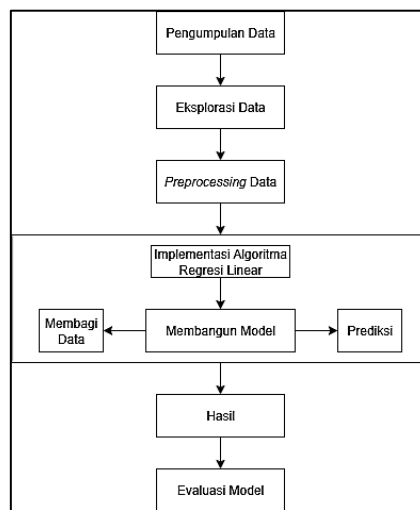 Pengumpulan Data
Eksplorasi Data
Preprocessing Data
Implementasi Algoritma
Regresi Linear
Membagi
Data
Membangun Model
Prediksi
Hasil
Evaluasi Model